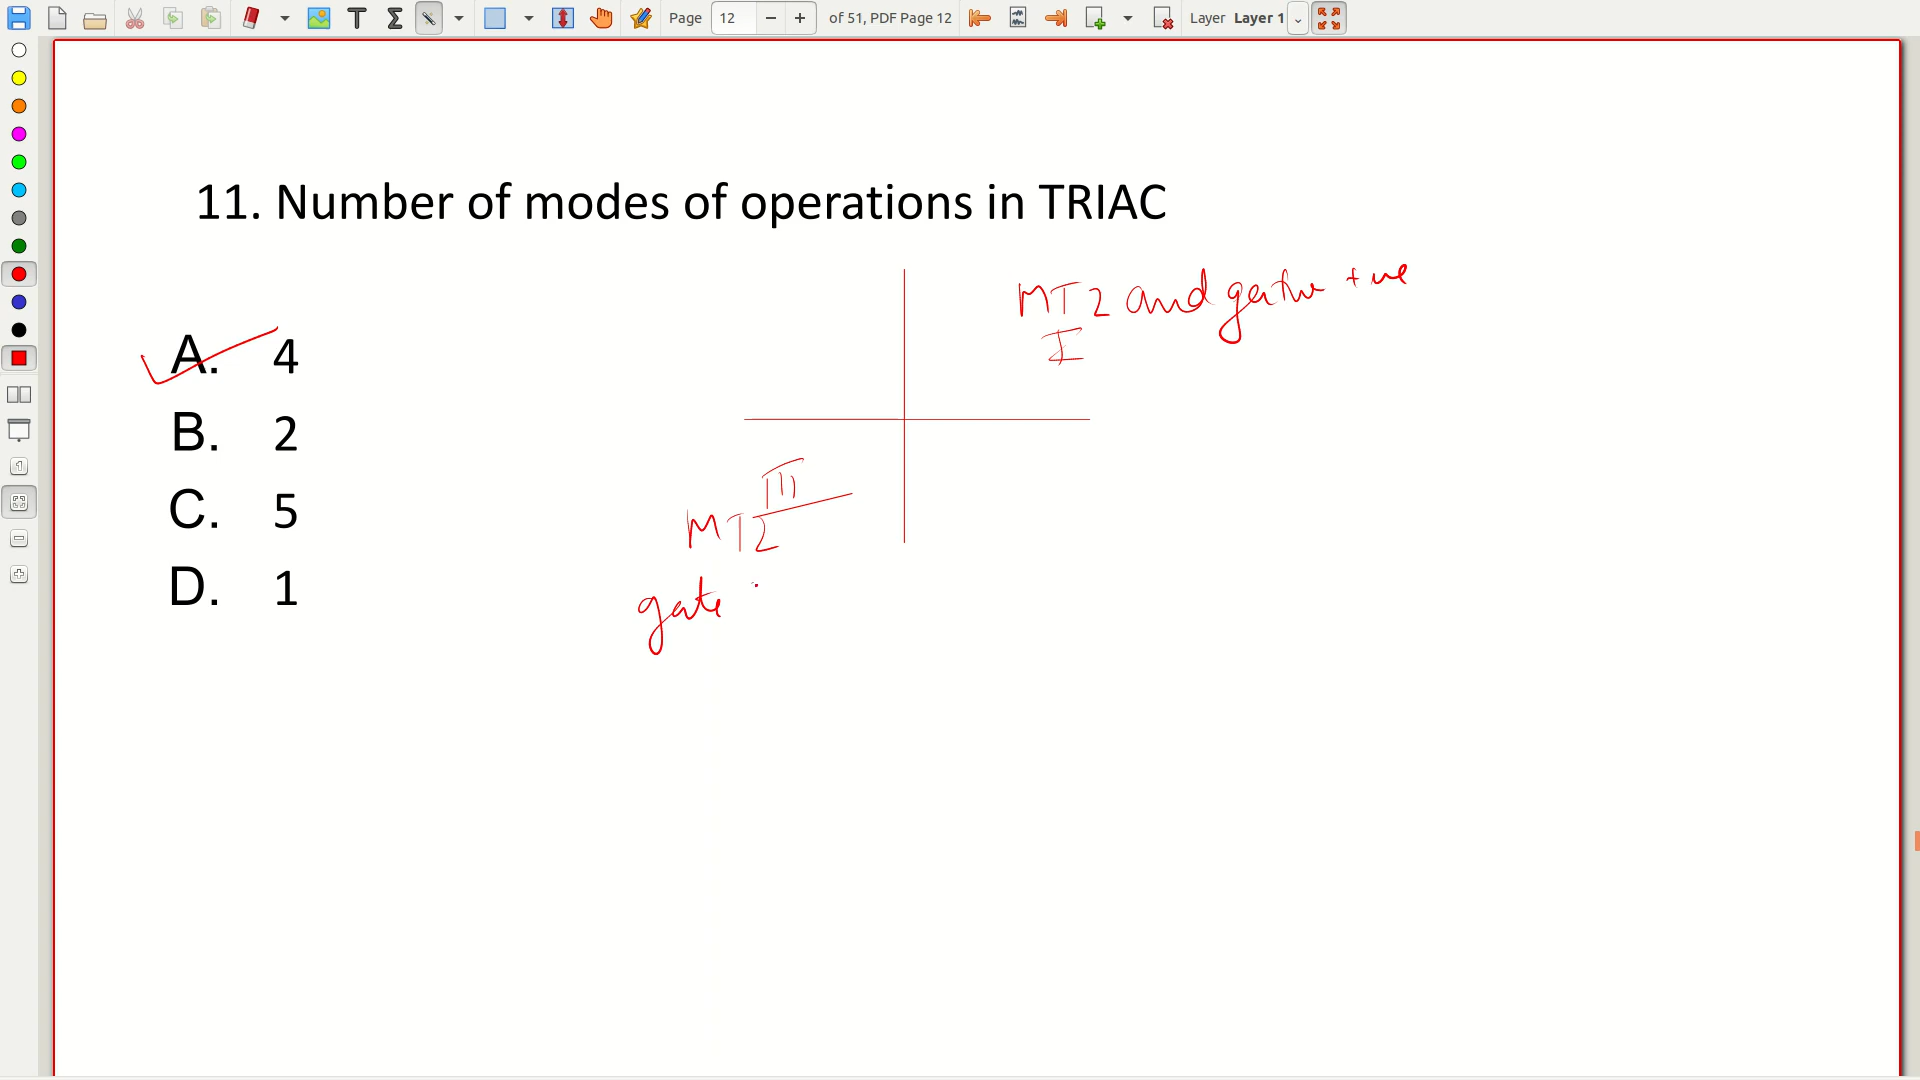 Page 12 of 51, PDF Page 12 Layer Layer 1
11. Number of modes of operations in TRIAC
MT2 and +ve
I
A. 4
B. 2
C. 5
D. 1
III
MT2
gate